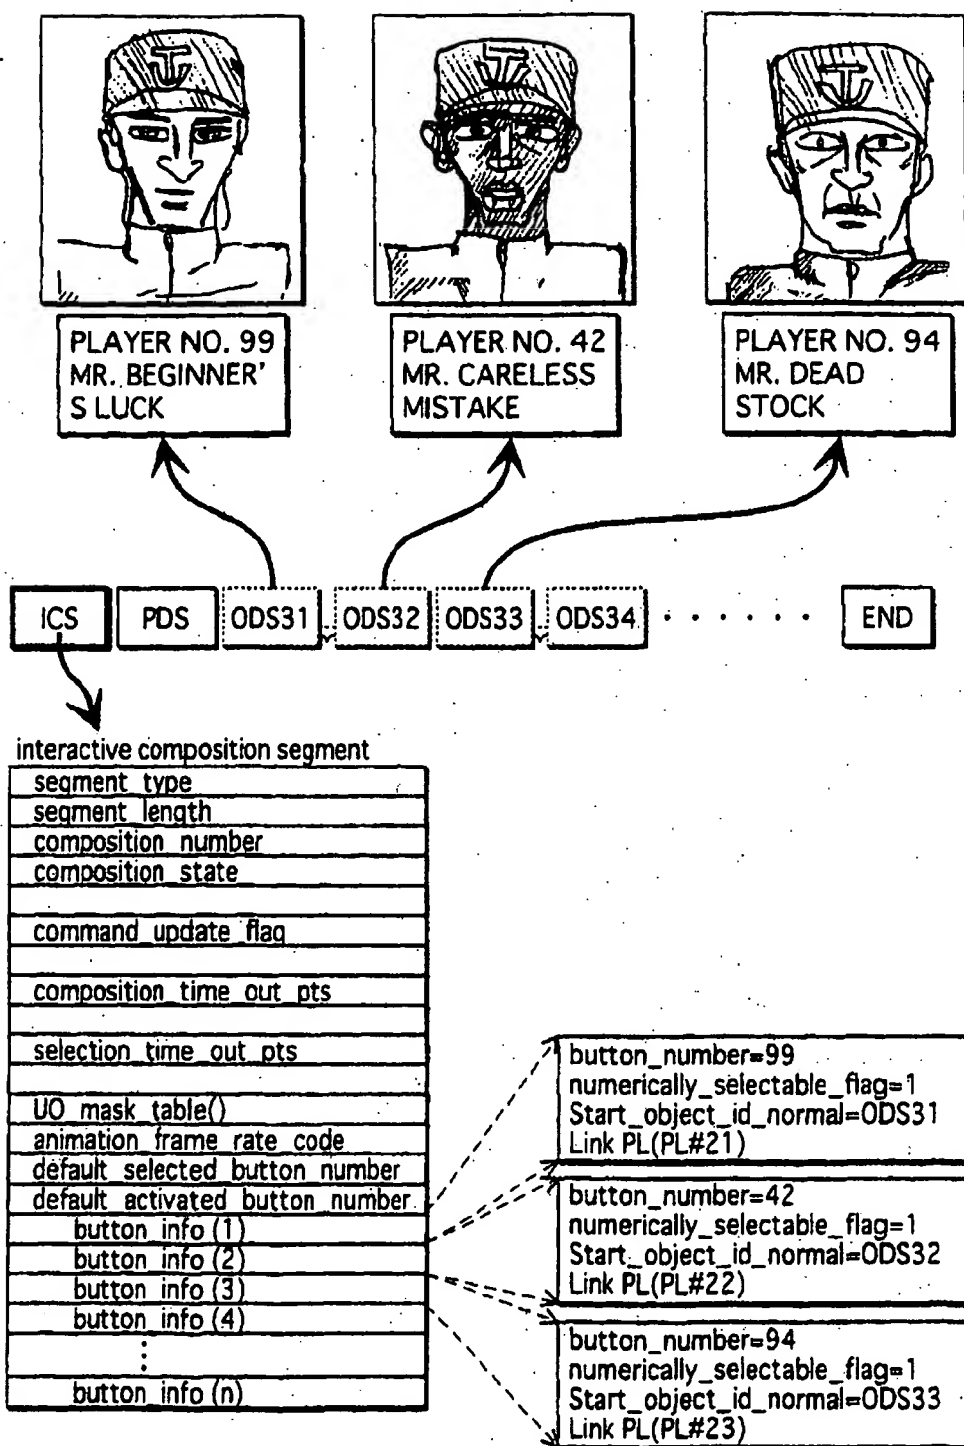 PLAYER NO. 99
MR. BEGINNER'
S LUCK
PLAYER NO. 42
MR. CARELESS
MISTAKE
PLAYER NO. 94
MR. DEAD
STOCK
ICS
PDS
ODS31
ODS32
ODS33
ODS34
END
interactive composition segment
segment_type
segment_length
composition_number
composition_state
command_update_flag
composition_time_out_pts
selection_time_out_pts
UO_mask_table()
animation_frame_rate_code
default_selected_button_number
default_activated_button_number
button_info (1)
button_info (2)
button_info (3)
button_info (4)
button_info (n)
button_number=99
numerically_selectable_flag=1
Start_object_id_normal=ODS31
Link PL(PL#21)
button_number=42
numerically_selectable_flag=1
Start_object_id_normal=ODS32
Link PL(PL#22)
button_number=94
numerically_selectable_flag=1
Start_object_id_normal=ODS33
Link PL(PL#23)